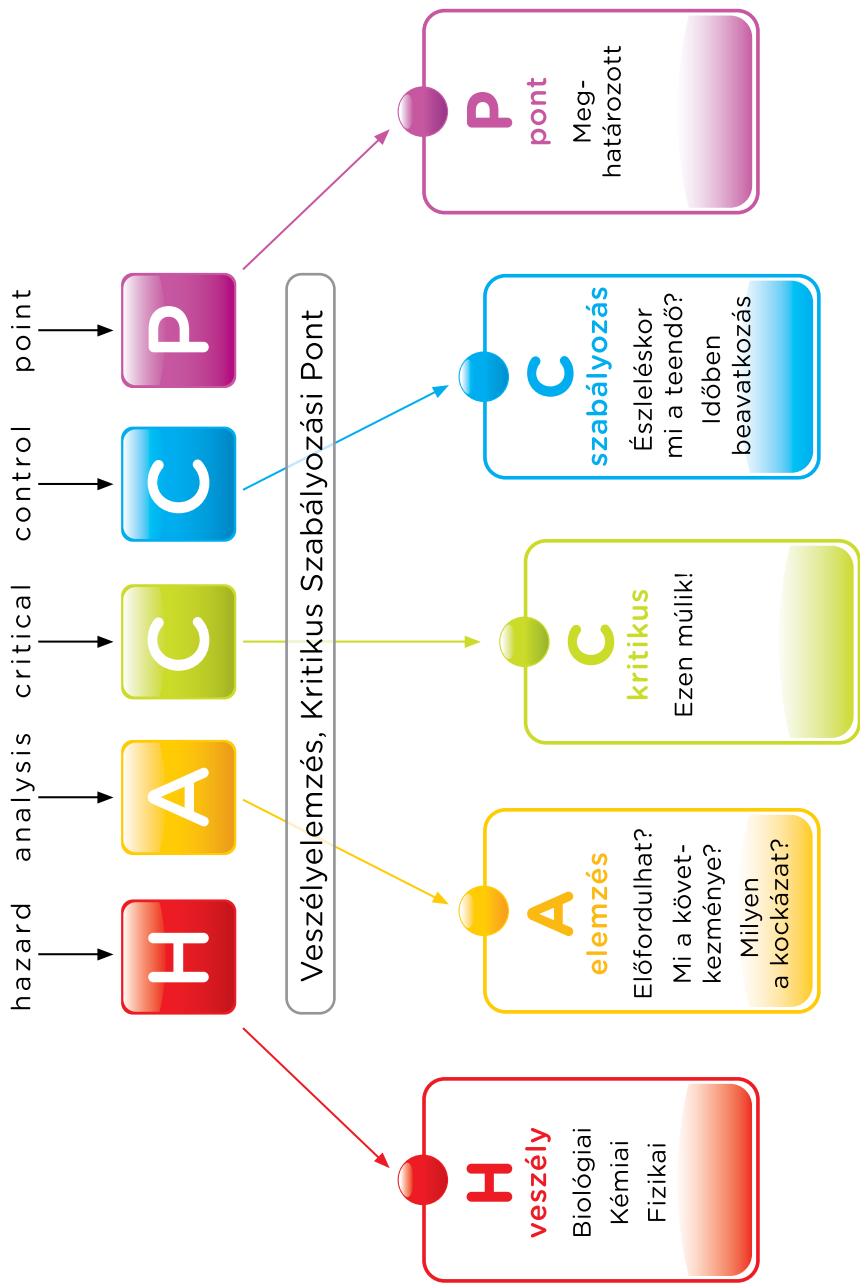 hazard
analysis
critical
control
point
H
A
C
C
P
Veszélyelemzés, Kritikus Szabályozási Pont
H
veszély
Biológiai
Kémiai
Fizikai
A
elemzés
Előfordulhat?
Mi a követ-
kezménye?
Milyen
a kockázat?
C
kritikus
Ezen múlik!
C
szabályozás
Észleléskor
mi a teendő?
Időben
beavatkozás
P
pont
Meg-
határozott